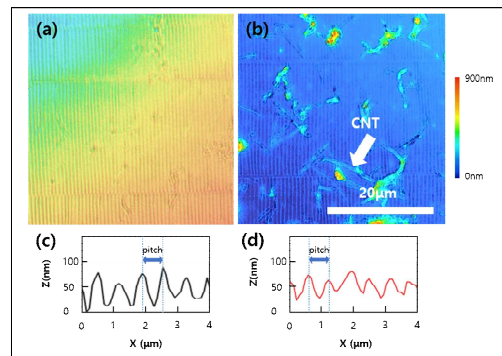 (a)
(b)
900nm
CNT
0nm
20μm
(c)
(d)
pitch
pitch
Z(nm)
100
50
0
Z(nm)
100
50
0
0 1 2 3 4
0 1 2 3 4
X (μm)
X (μm)